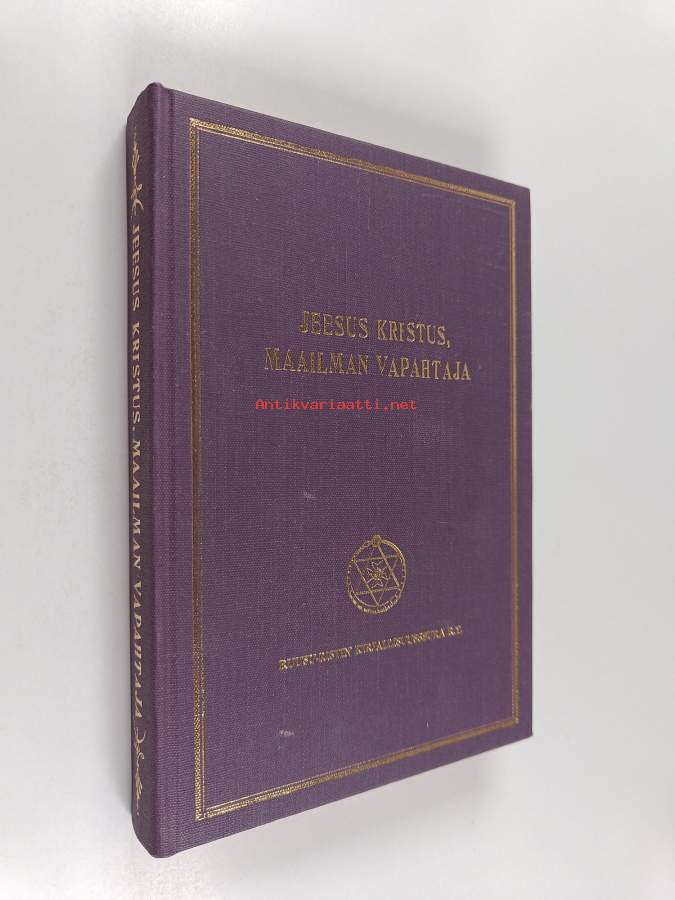 JEESUS KRISTUS,
MAAILMAN VAPAHTAJA
Antikvariaatti.net
RUUSU-RISTIN KIRJALLISUUSSEURA R.Y.
JEESUS KRISTUS, MAAILMAN VAPAHTAJA